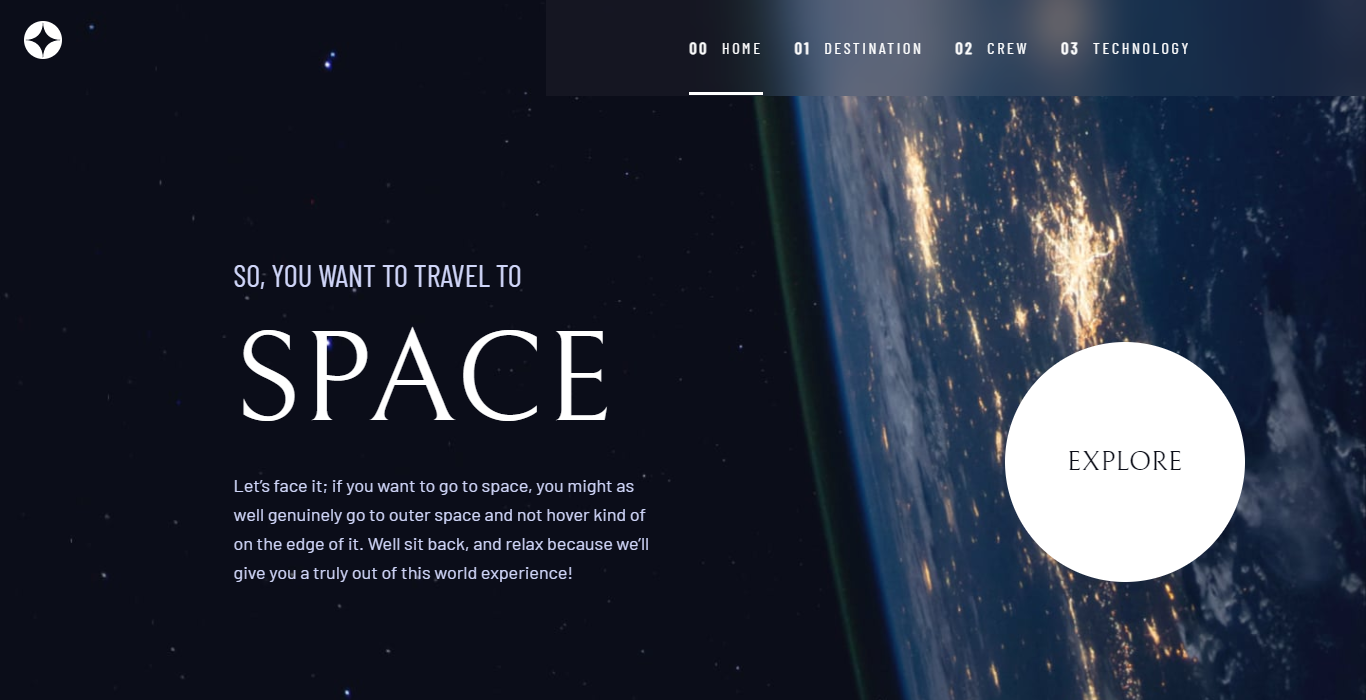 00 HOME 01 DESTINATION 02 CREW 03 TECHNOLOGY
SO, YOU WANT TO TRAVEL TO
SPACE
Let’s face it; if you want to go to space, you might as
well genuinely go to outer space and not hover kind of
on the edge of it. Well sit back, and relax because we’ll
give you a truly out of this world experience!
EXPLORE